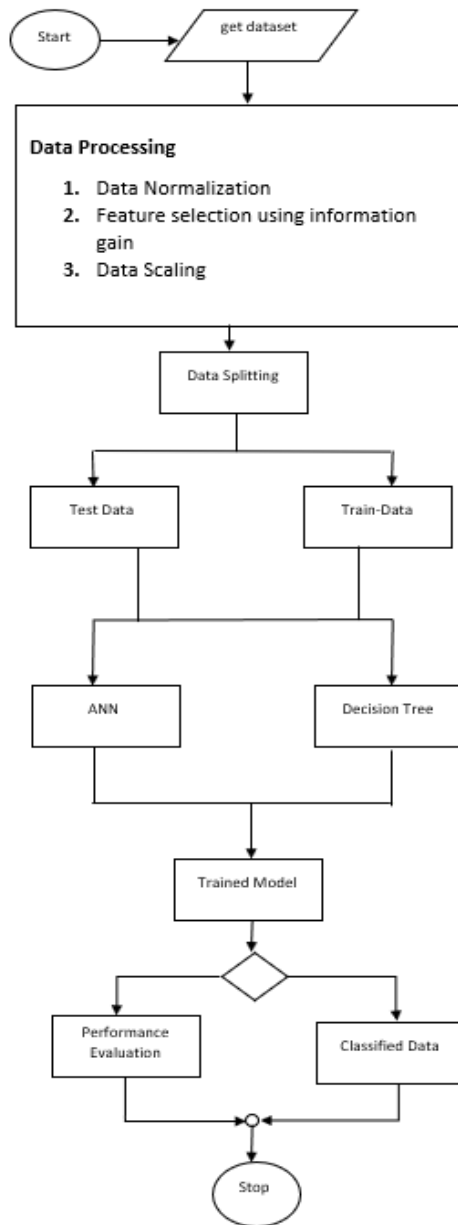 Start
get dataset
Data Processing
1. Data Normalization
2. Feature selection using information
gain
3. Data Scaling
Data Splitting
Test Data
Train-Data
ANN
Decision Tree
Trained Model
Performance
Evaluation
Classified Data
Stop